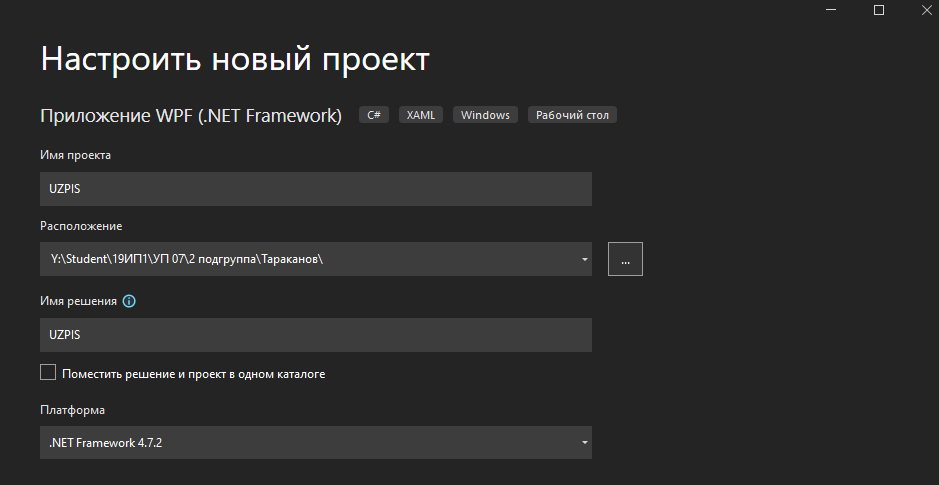 Настроить новый проект
Приложение WPF (.NET Framework) C# XAML Windows Рабочий стол
Имя проекта
UZPIS
Расположение
Y:\Student\19ИП1\УП 07\2 подгруппа\Тараканов\
...
Имя решения
UZPIS
Поместить решение и проект в одном каталоге
Платформа
.NET Framework 4.7.2